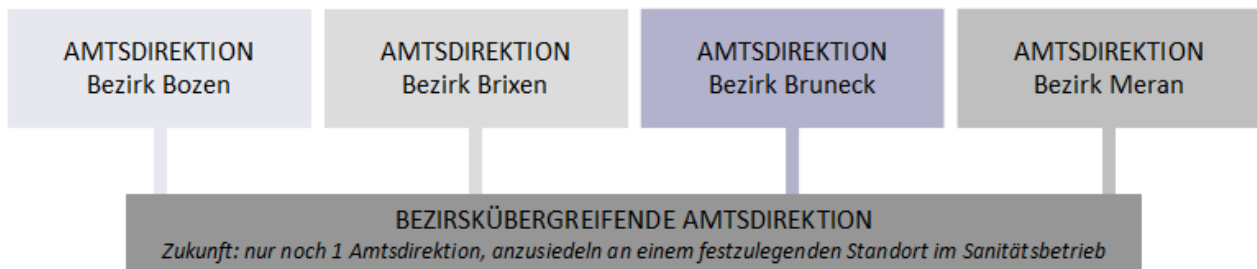 AMTSDIREKTION
Bezirk Bozen
AMTSDIREKTION
Bezirk Brixen
AMTSDIREKTION
Bezirk Bruneck
AMTSDIREKTION
Bezirk Meran
BEZIRSKÜBERGREIFENDE AMTSDIREKTION
Zukunft: nur noch 1 Amtsdirektion, anzusiedeln an einem festzulegenden Standort im Sanitätsbetrieb